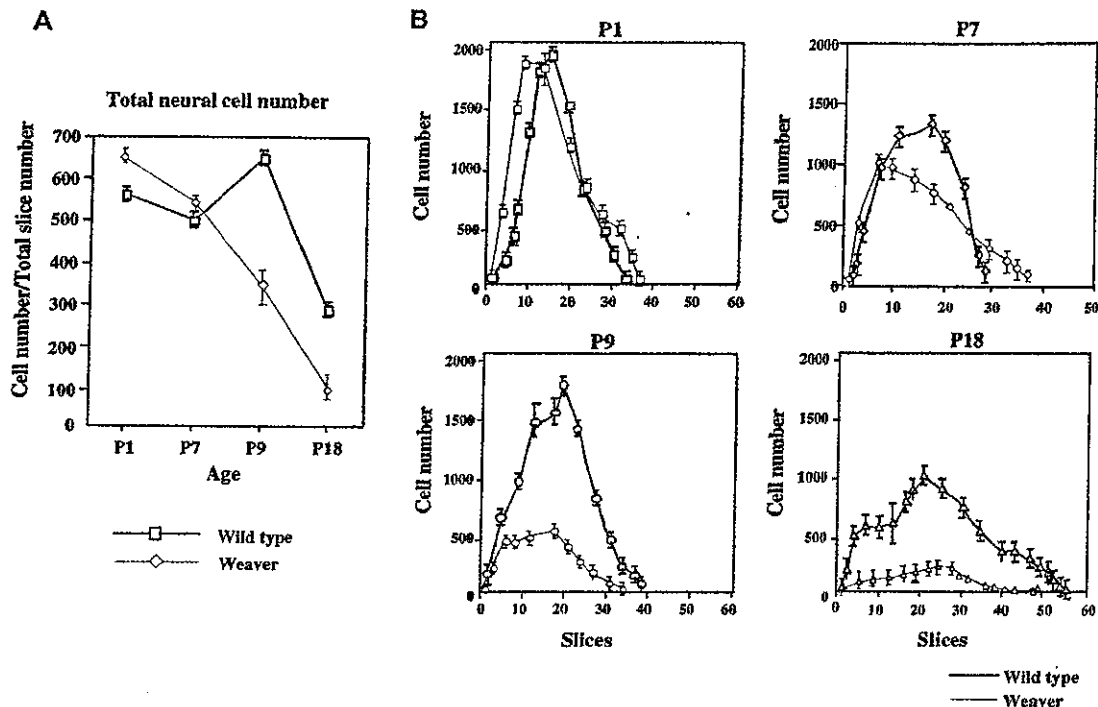 A
Total neural cell number
Cell number/Total slice number
700
600
500
400
300
200
100
0
P1 P7 P9 P18
Age
Wild type
Weaver
B
P1
Cell number
2000
1500
1000
500
0
0 10 20 30 40 50 60
P7
Cell number
2000
1500
1000
500
0
0 10 20 30 40 50 60
P9
Cell number
2000
1500
1000
500
0
0 10 20 30 40 50 60
Slices
P18
Cell number
2000
1500
1000
500
0
0 10 20 30 40 50 60
Slices
Wild type
Weaver